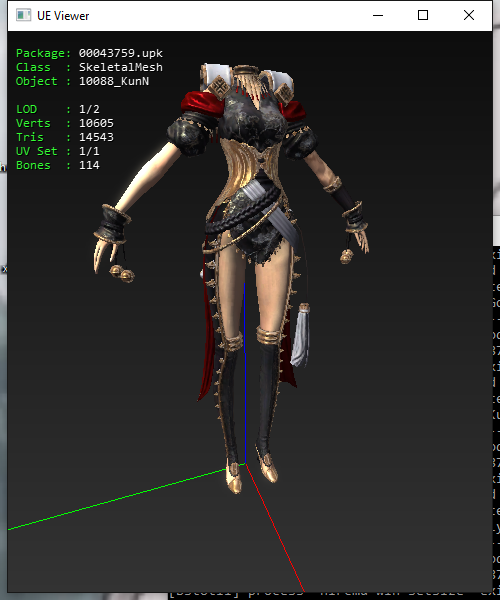 UE Viewer
Package: 00043759.upk
Class : SkeletalMesh
Object : 10088_KunN
LOD : 1/2
Verts : 10605
Tris : 14543
UV Set : 1/1
Bones : 114